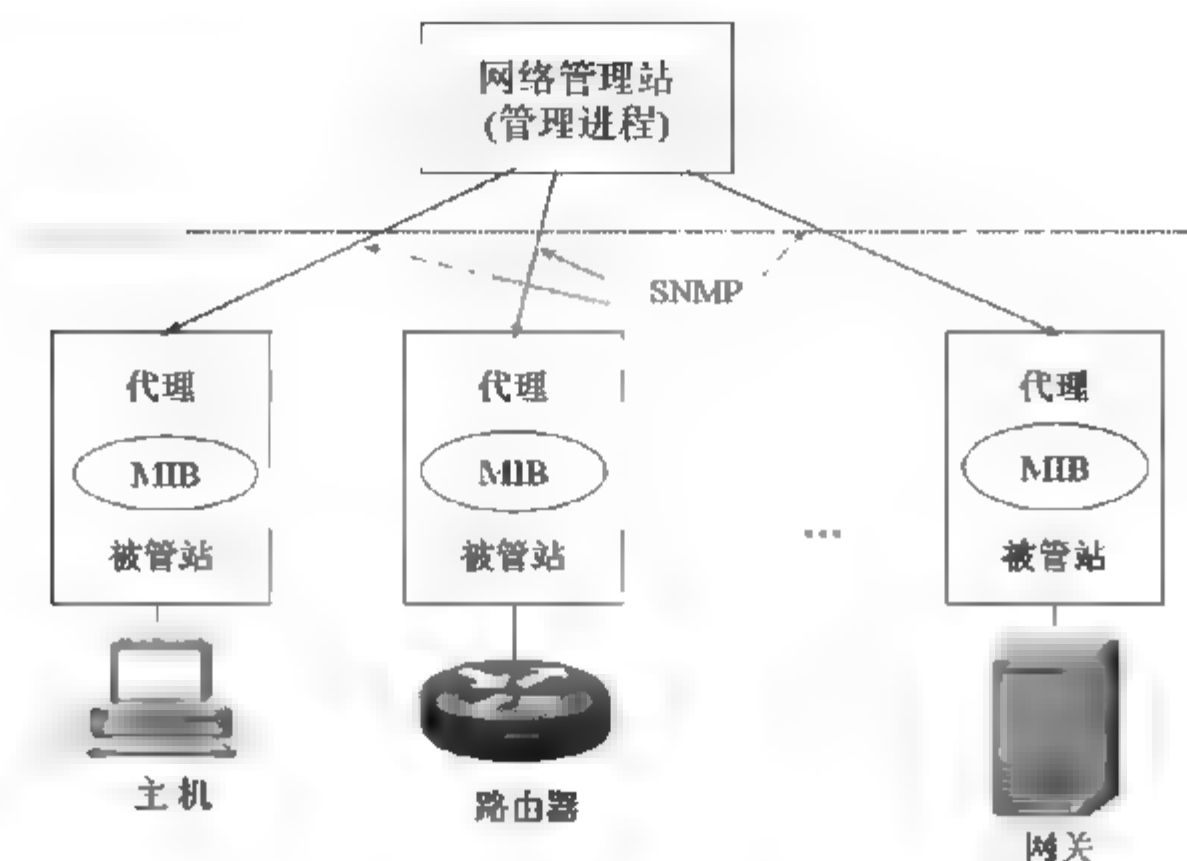 网络管理站
(管理进程)
SNMP
代理
MIB
被管站
主机
代理
MIB
被管站
路由器
...
代理
MIB
被管站
网关